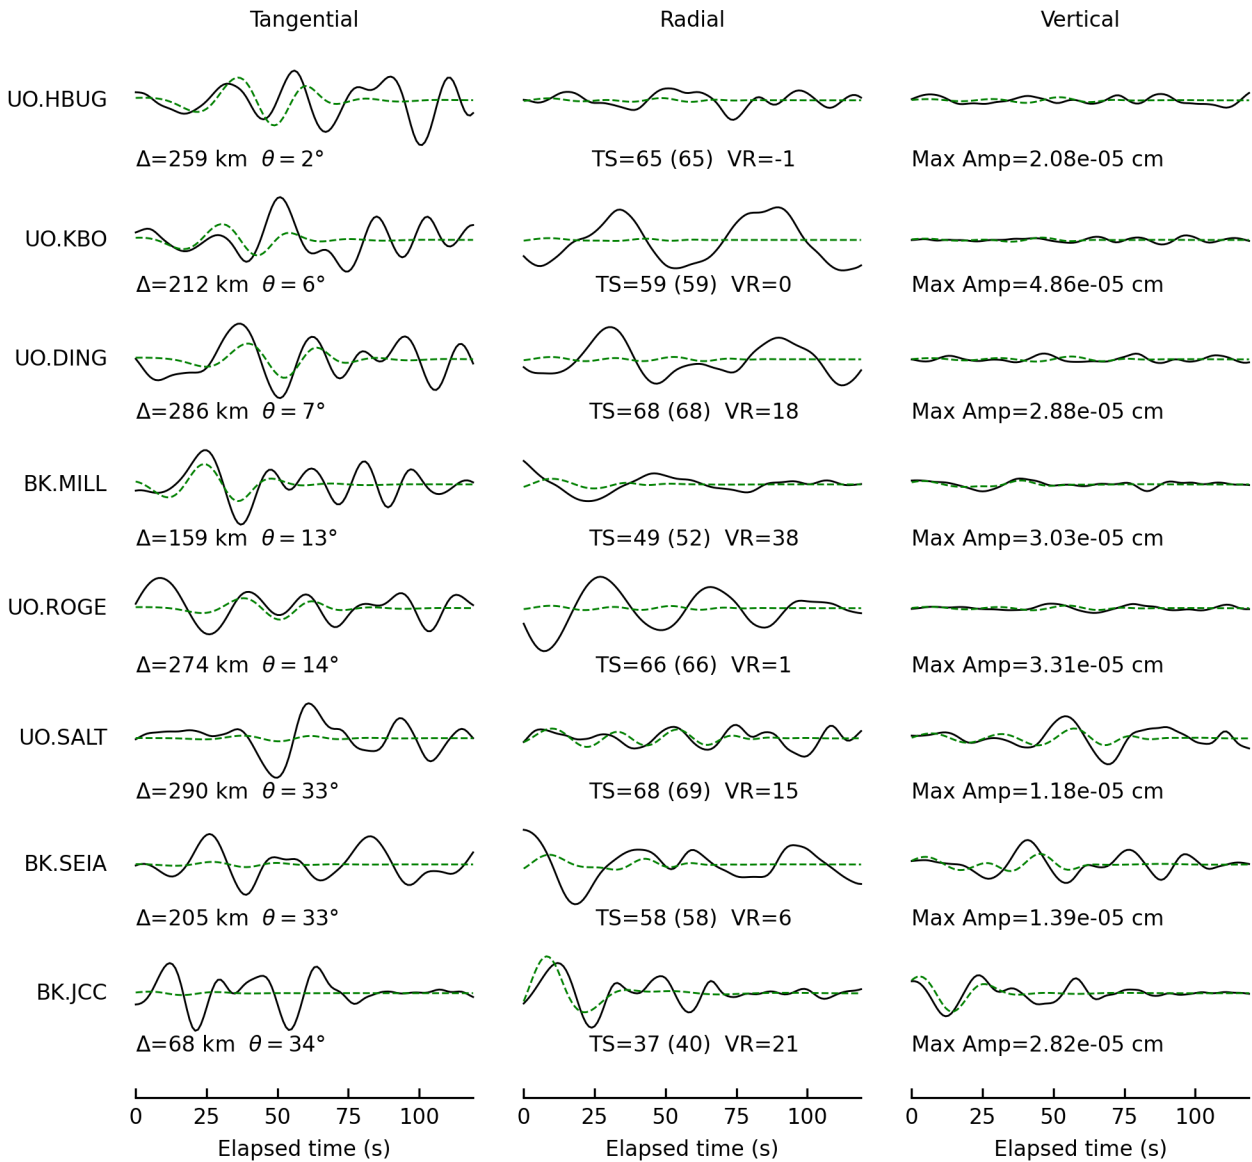 Tangential Radial Vertical
UO.HBUG
Δ=259 km θ = 2° TS=65 (65) VR=-1 Max Amp=2.08e-05 cm
UO.KBO
Δ=212 km θ = 6° TS=59 (59) VR=0 Max Amp=4.86e-05 cm
UO.DING
Δ=286 km θ = 7° TS=68 (68) VR=18 Max Amp=2.88e-05 cm
BK.MILL
Δ=159 km θ = 13° TS=49 (52) VR=38 Max Amp=3.03e-05 cm
UO.ROGE
Δ=274 km θ = 14° TS=66 (66) VR=1 Max Amp=3.31e-05 cm
UO.SALT
Δ=290 km θ = 33° TS=68 (69) VR=15 Max Amp=1.18e-05 cm
BK.SEIA
Δ=205 km θ = 33° TS=58 (58) VR=6 Max Amp=1.39e-05 cm
BK.JCC
Δ=68 km θ = 34° TS=37 (40) VR=21 Max Amp=2.82e-05 cm
0 25 50 75 100 0 25 50 75 100 0 25 50 75 100
Elapsed time (s) Elapsed time (s) Elapsed time (s)